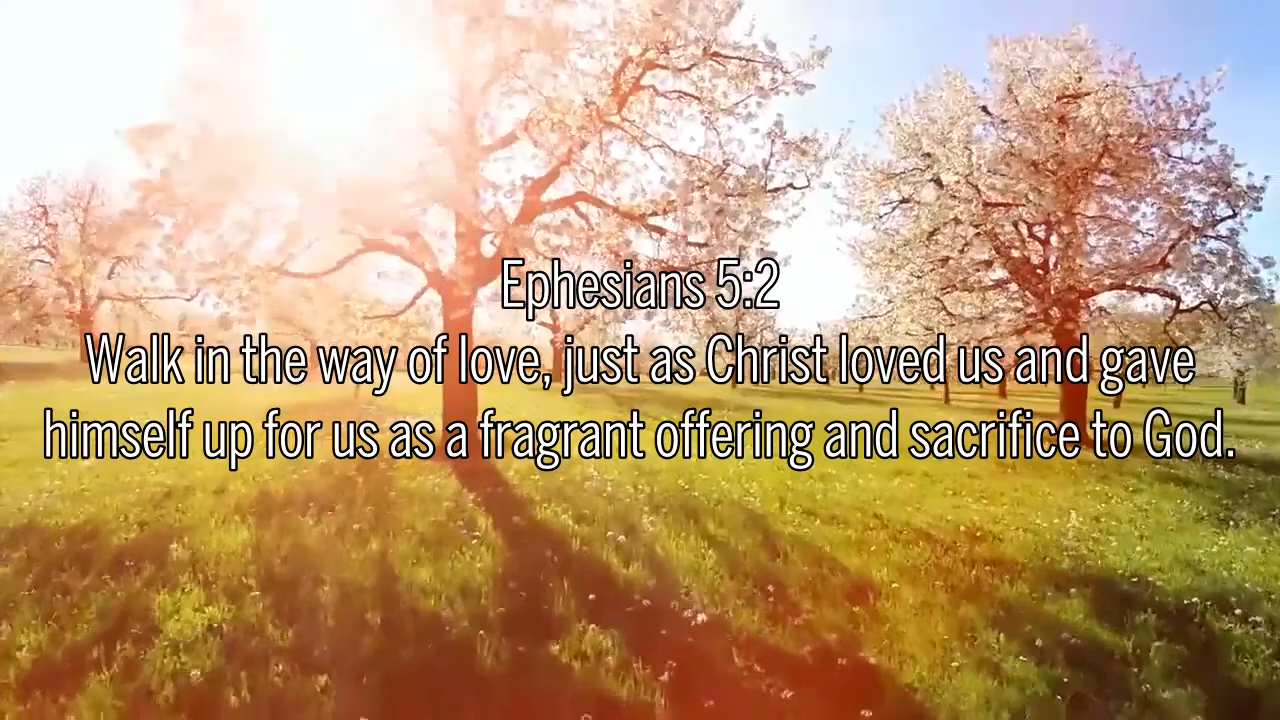 Ephesians 5:2
Walk in the way of love, just as Christ loved us and gave
himself up for us as a fragrant offering and sacrifice to God.